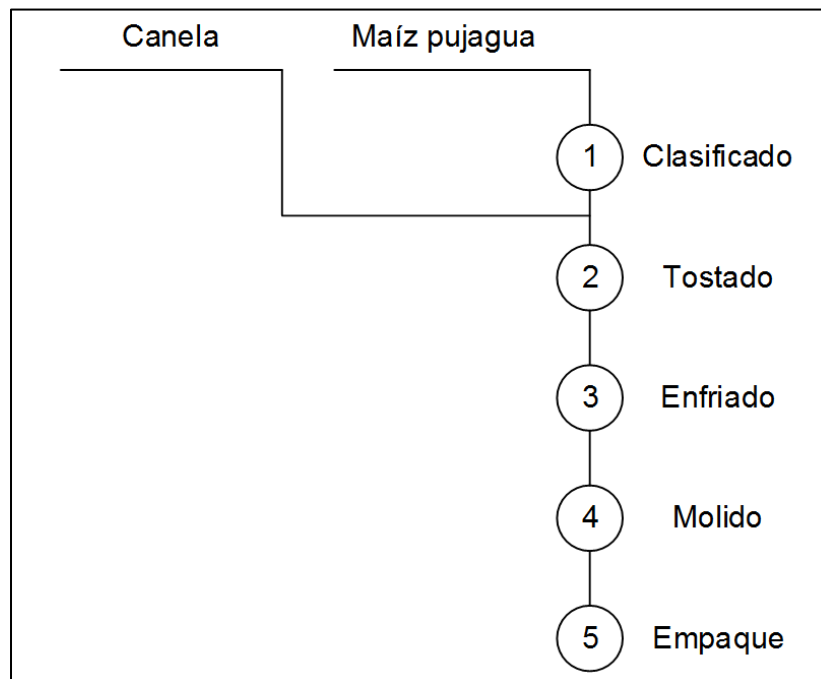 Canela
Maíz pujagua
1 Clasificado
2 Tostado
3 Enfriado
4 Molido
5 Empaque